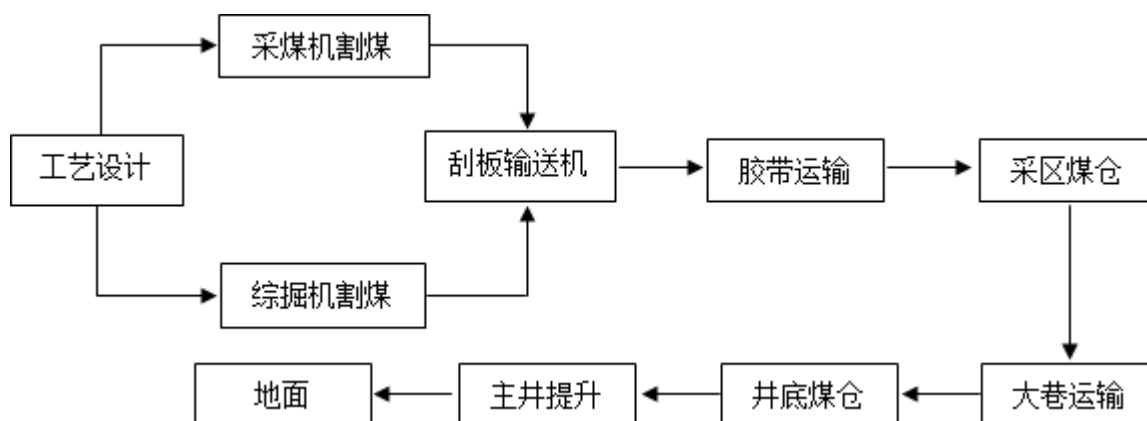 采煤机割煤
工艺设计
刮板输送机
胶带运输
采区煤仓
综掘机割煤
地面
主井提升
井底煤仓
大巷运输